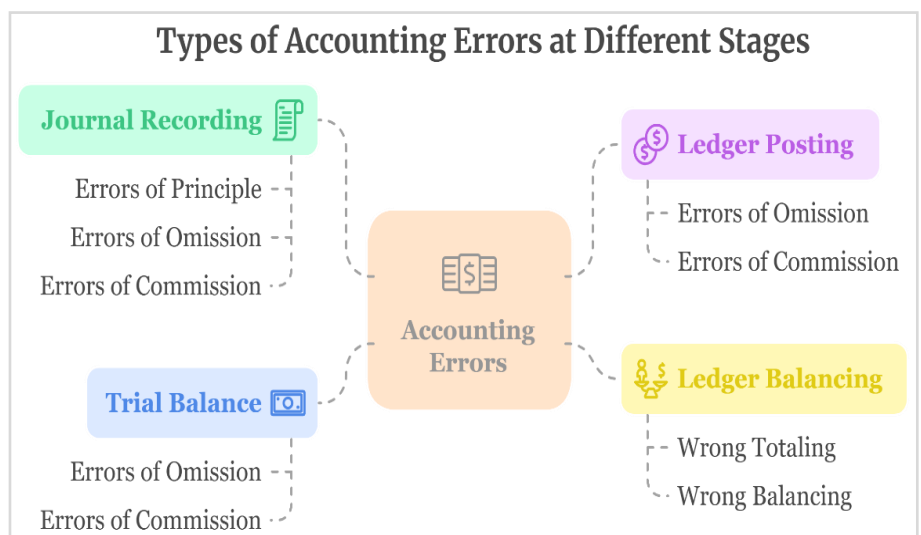 Types of Accounting Errors at Different Stages
Journal Recording
Errors of Principle
Errors of Omission
Errors of Commission
Ledger Posting
Errors of Omission
Errors of Commission
Accounting
Errors
Trial Balance
Errors of Omission
Errors of Commission
Ledger Balancing
Wrong Totaling
Wrong Balancing